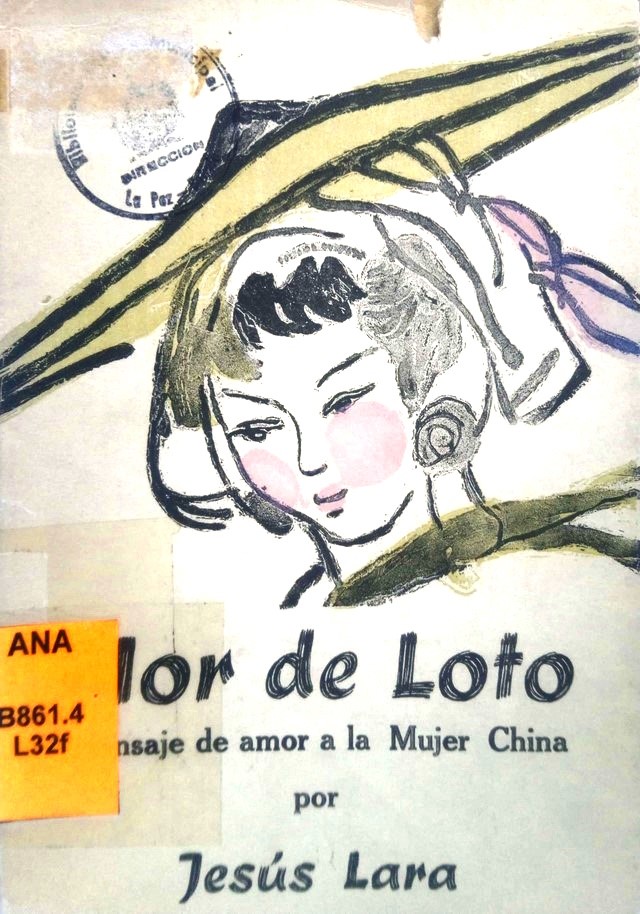 Municipal
DIRECCION
La Paz
ANA
B861.4
L32f
lor de Loto
nsaje de amor a la Mujer China
por
Jesús Lara